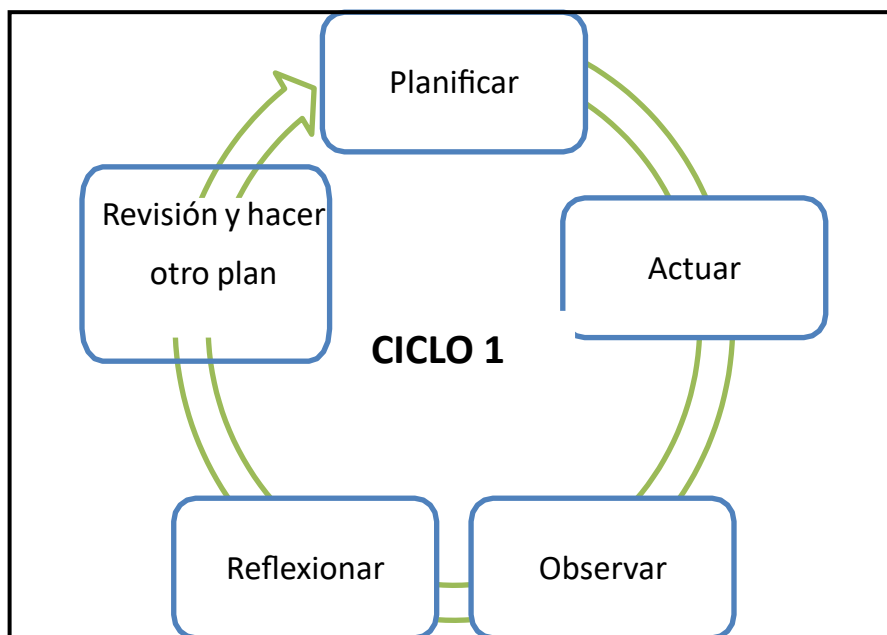 Planificar
Actuar
Observar
Reflexionar
Revisión y hacer
otro plan
CICLO 1